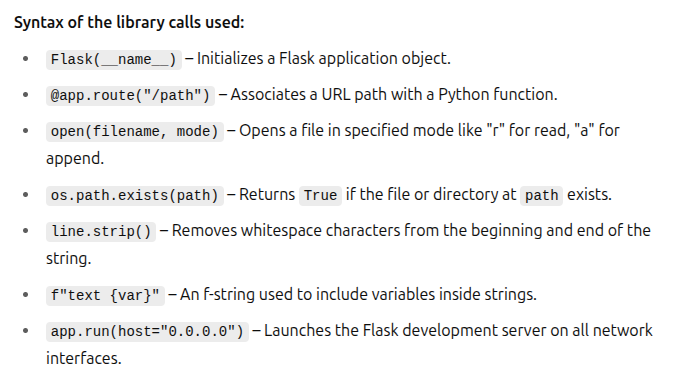 Syntax of the library calls used:
• Flask(__name__) – Initializes a Flask application object.
• @app.route("/path") – Associates a URL path with a Python function.
• open(filename, mode) – Opens a file in specified mode like "r" for read, "a" for
append.
• os.path.exists(path) – Returns True if the file or directory at path exists.
• line.strip() – Removes whitespace characters from the beginning and end of the
string.
• f"text {var}" – An f-string used to include variables inside strings.
• app.run(host="0.0.0.0") – Launches the Flask development server on all network
interfaces.